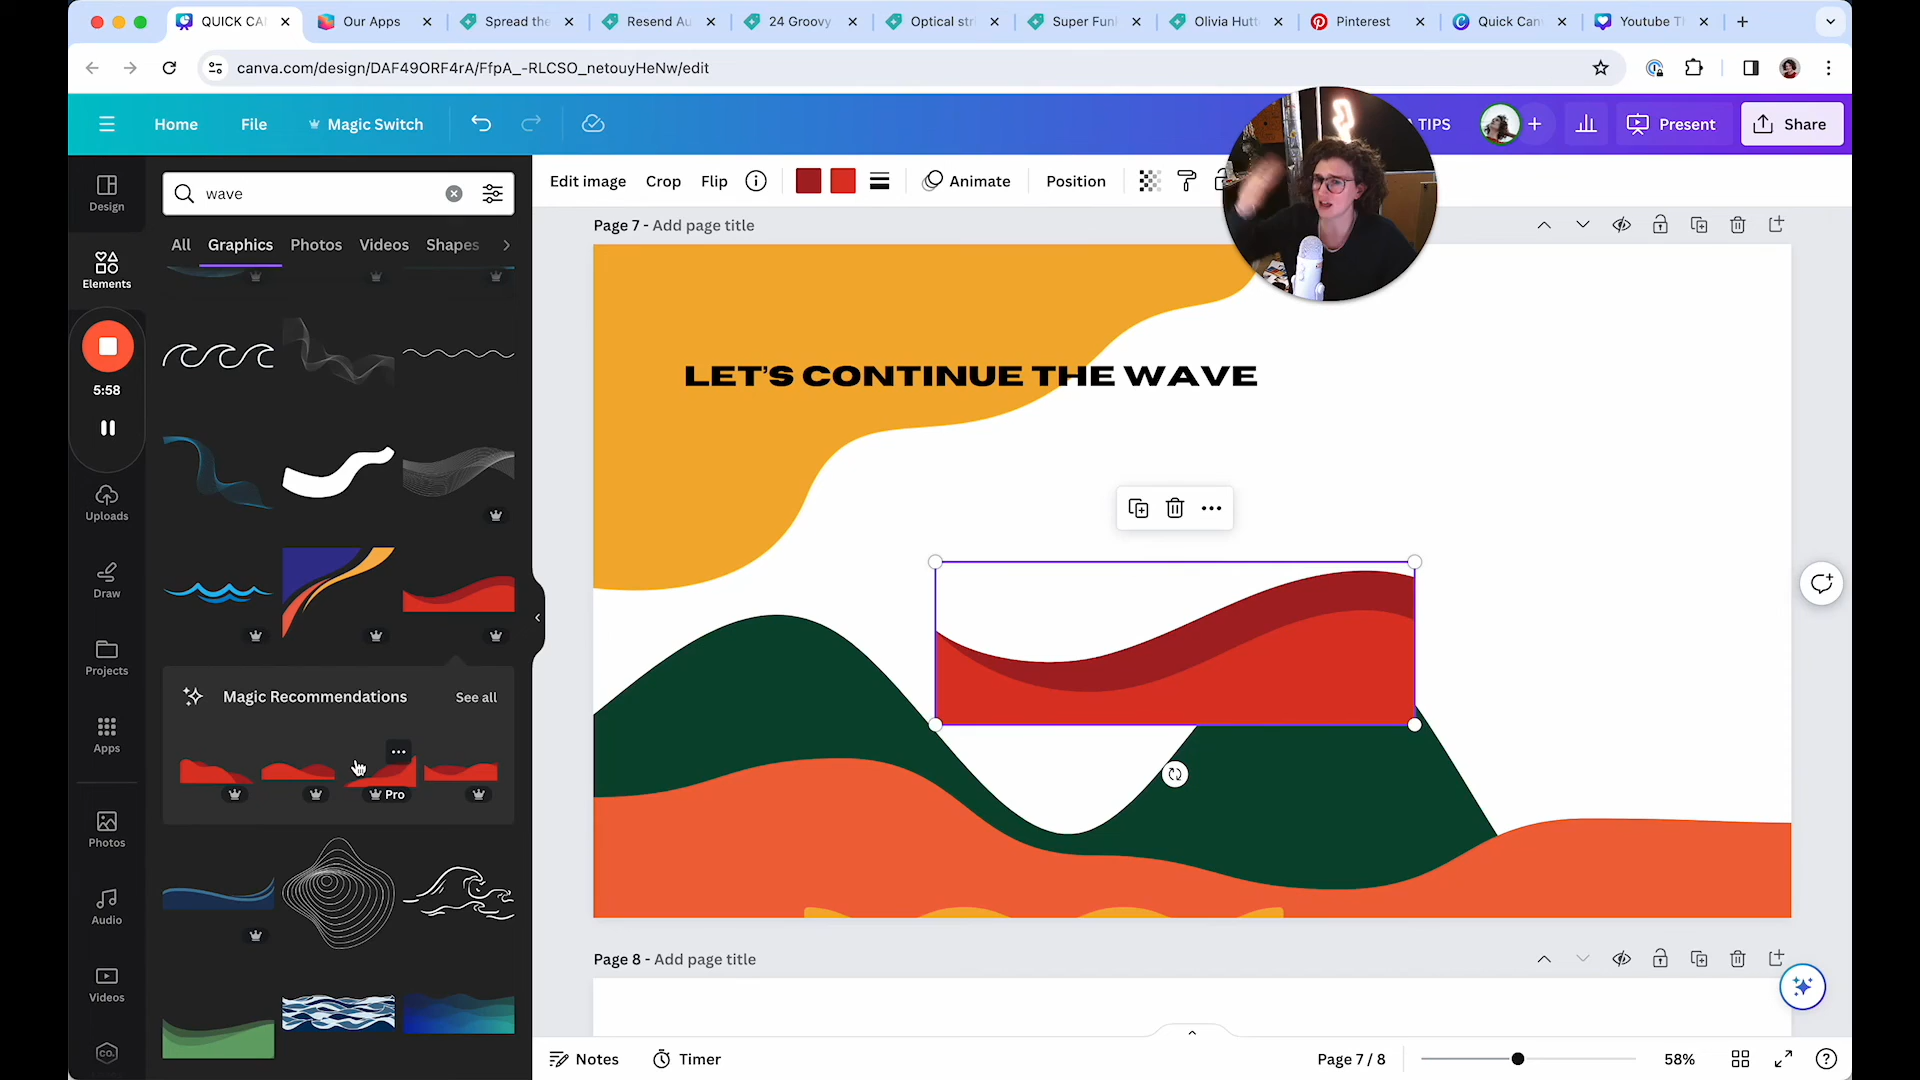 QUICK CA
Our Apps
Spread the
Resend Au
24 Groovy
Optical str
Super Funk
Olivia Hutt
Pinterest
Quick Can
Youtube T
canva.com/design/DAF49ORF4rA/FfpA_-RLCSO_netouyHeNw/edit
Home
File
Magic Switch
TIPS
Present
Share
Design
Elements
5:58
Uploads
Draw
Projects
Apps
Photos
Audio
Videos
wave
All
Graphics
Photos
Videos
Shapes
Magic Recommendations
See all
Pro
Edit image
Crop
Flip
Animate
Position
Page 7 - Add page title
LET'S CONTINUE THE WAVE
Page 8 - Add page title
Notes
Timer
Page 7 / 8
58%
co.